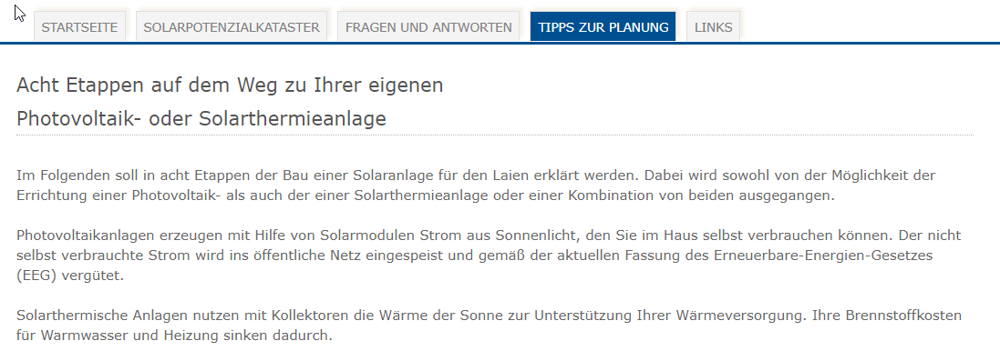 STARTSEITE SOLARPOTENZIALKATASTER FRAGEN UND ANTWORTEN TIPPS ZUR PLANUNG LINKS
Acht Etappen auf dem Weg zu Ihrer eigenen
Photovoltaik- oder Solarthermieanlage
Im Folgenden soll in acht Etappen der Bau einer Solaranlage für den Laien erklärt werden. Dabei wird sowohl von der Möglichkeit der
Errichtung einer Photovoltaik- als auch der einer Solarthermieanlage oder einer Kombination von beiden ausgegangen.
Photovoltaikanlagen erzeugen mit Hilfe von Solarmodulen Strom aus Sonnenlicht, den Sie im Haus selbst verbrauchen können. Der nicht
selbst verbrauchte Strom wird ins öffentliche Netz eingespeist und gemäß der aktuellen Fassung des Erneuerbare-Energien-Gesetzes
(EEG) vergütet.
Solarthermische Anlagen nutzen mit Kollektoren die Wärme der Sonne zur Unterstützung Ihrer Wärmeversorgung. Ihre Brennstoffkosten
für Warmwasser und Heizung sinken dadurch.